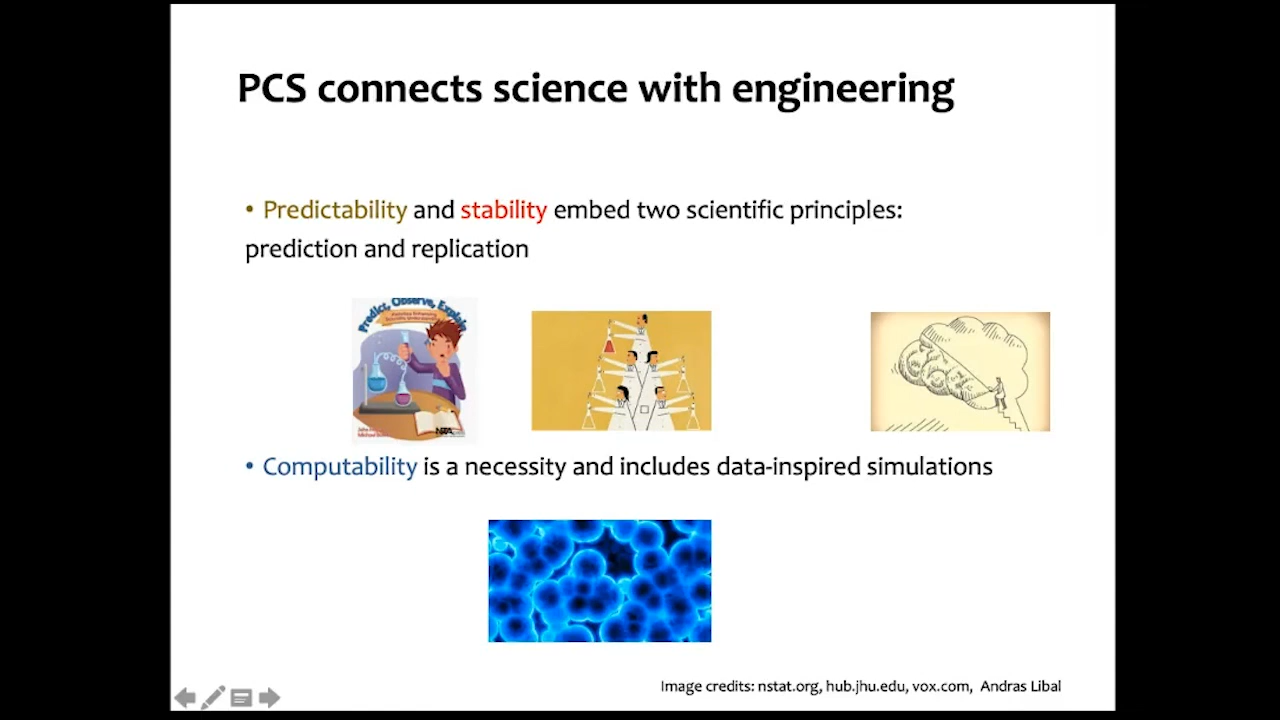 PCS connects science with engineering
• Predictability and stability embed two scientific principles:
prediction and replication
Predict, Observe, Explain
NSTA
• Computability is a necessity and includes data-inspired simulations
Image credits: nstat.org, hub.jhu.edu, vox.com, Andras Libal